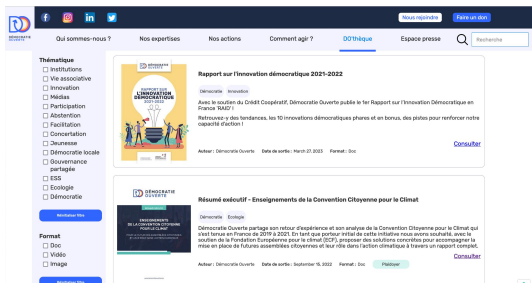 Nous rejoindre
Faire un don
DÉMOCRATIE
OUVERTE
Qui sommes-nous ?
Nos expertises
Nos actions
Comment agir ?
DO'thèque
Espace presse
Recherche
Thématique
Institutions
Vie associative
Innovation
Médias
Participation
Abstention
Facilitation
Concertation
Jeunesse
Démocratie locale
Gouvernance
partagée
ESS
Ecologie
Démocratie
Réinitialiser filtre
Format
Doc
Vidéo
Image
Réinitialiser filtre
DÉMOCRATIE
OUVERTE
RAPPORT SUR
L'INNOVATION
DÉMOCRATIQUE
2021-2022
Rapport sur l'innovation démocratique 2021-2022
Démocratie Innovation
Avec le soutien du Crédit Coopératif, Démocratie Ouverte publie le 1er Rapport sur l'Innovation Démocratique en
France 'RAID' !
Retrouvez-y des tendances, les 10 innovations démocratiques phares et en bonus, des pistes pour renforcer notre
capacité d'action !
Consulter
Auteur : Démocratie Ouverte Date de sortie : March 27, 2023 Format : Doc
DÉMOCRATIE
OUVERTE
ENSEIGNEMENTS
DE LA CONVENTION CITOYENNE
POUR LE CLIMAT
Résumé exécutif - Enseignements de la Convention Citoyenne pour le Climat
Démocratie Ecologie
Démocratie Ouverte partage son retour d'expérience et son analyse de la Convention Citoyenne pour le Climat qui
s'est tenue en France de 2019 à 2021. En tant que porteur initial de cette initiative nous avons souhaité, avec le
soutien de la Fondation Européenne pour le climat (ECF), proposer des solutions concrètes pour accompagner la
mise en place de futures assemblées citoyennes et leur rôle dans l'action climatique à travers un rapport complet.
Consulter
Auteur : Démocratie Ouverte Date de sortie : September 15, 2022 Format : Doc Plaidoyer